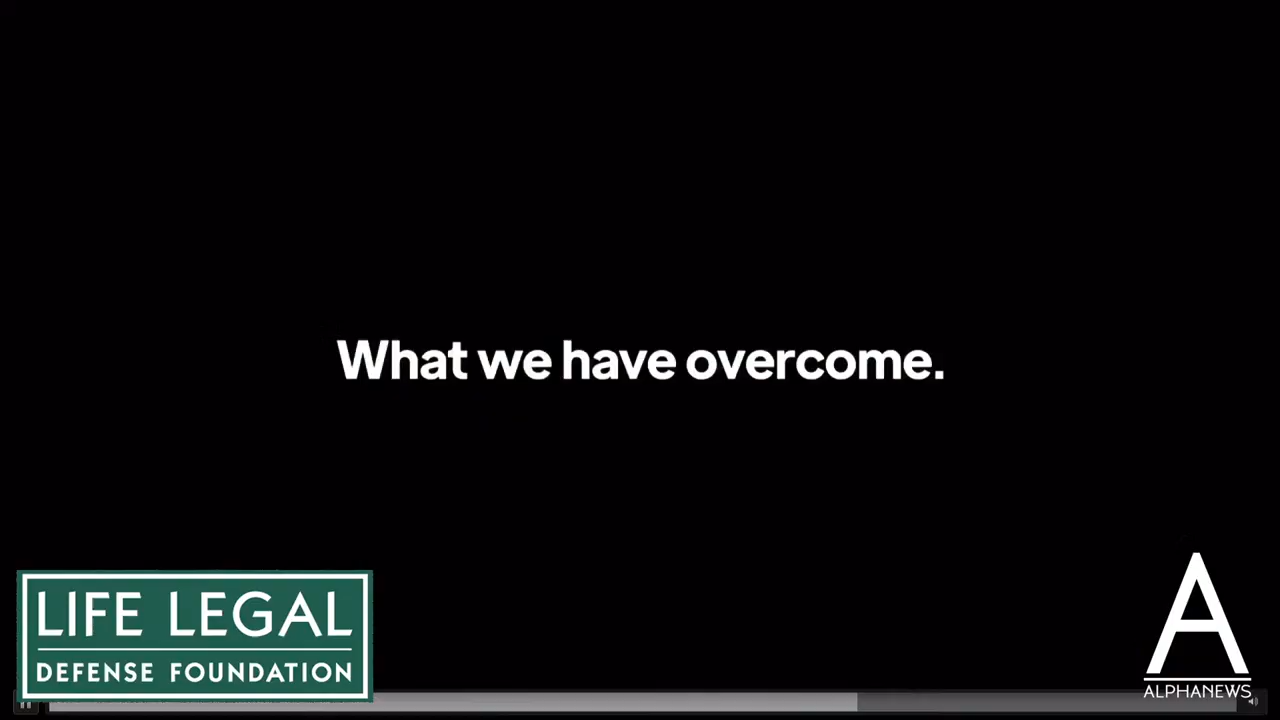 What we have overcome.
LIFE LEGAL
DEFENSE FOUNDATION
A
ALPHANEWS